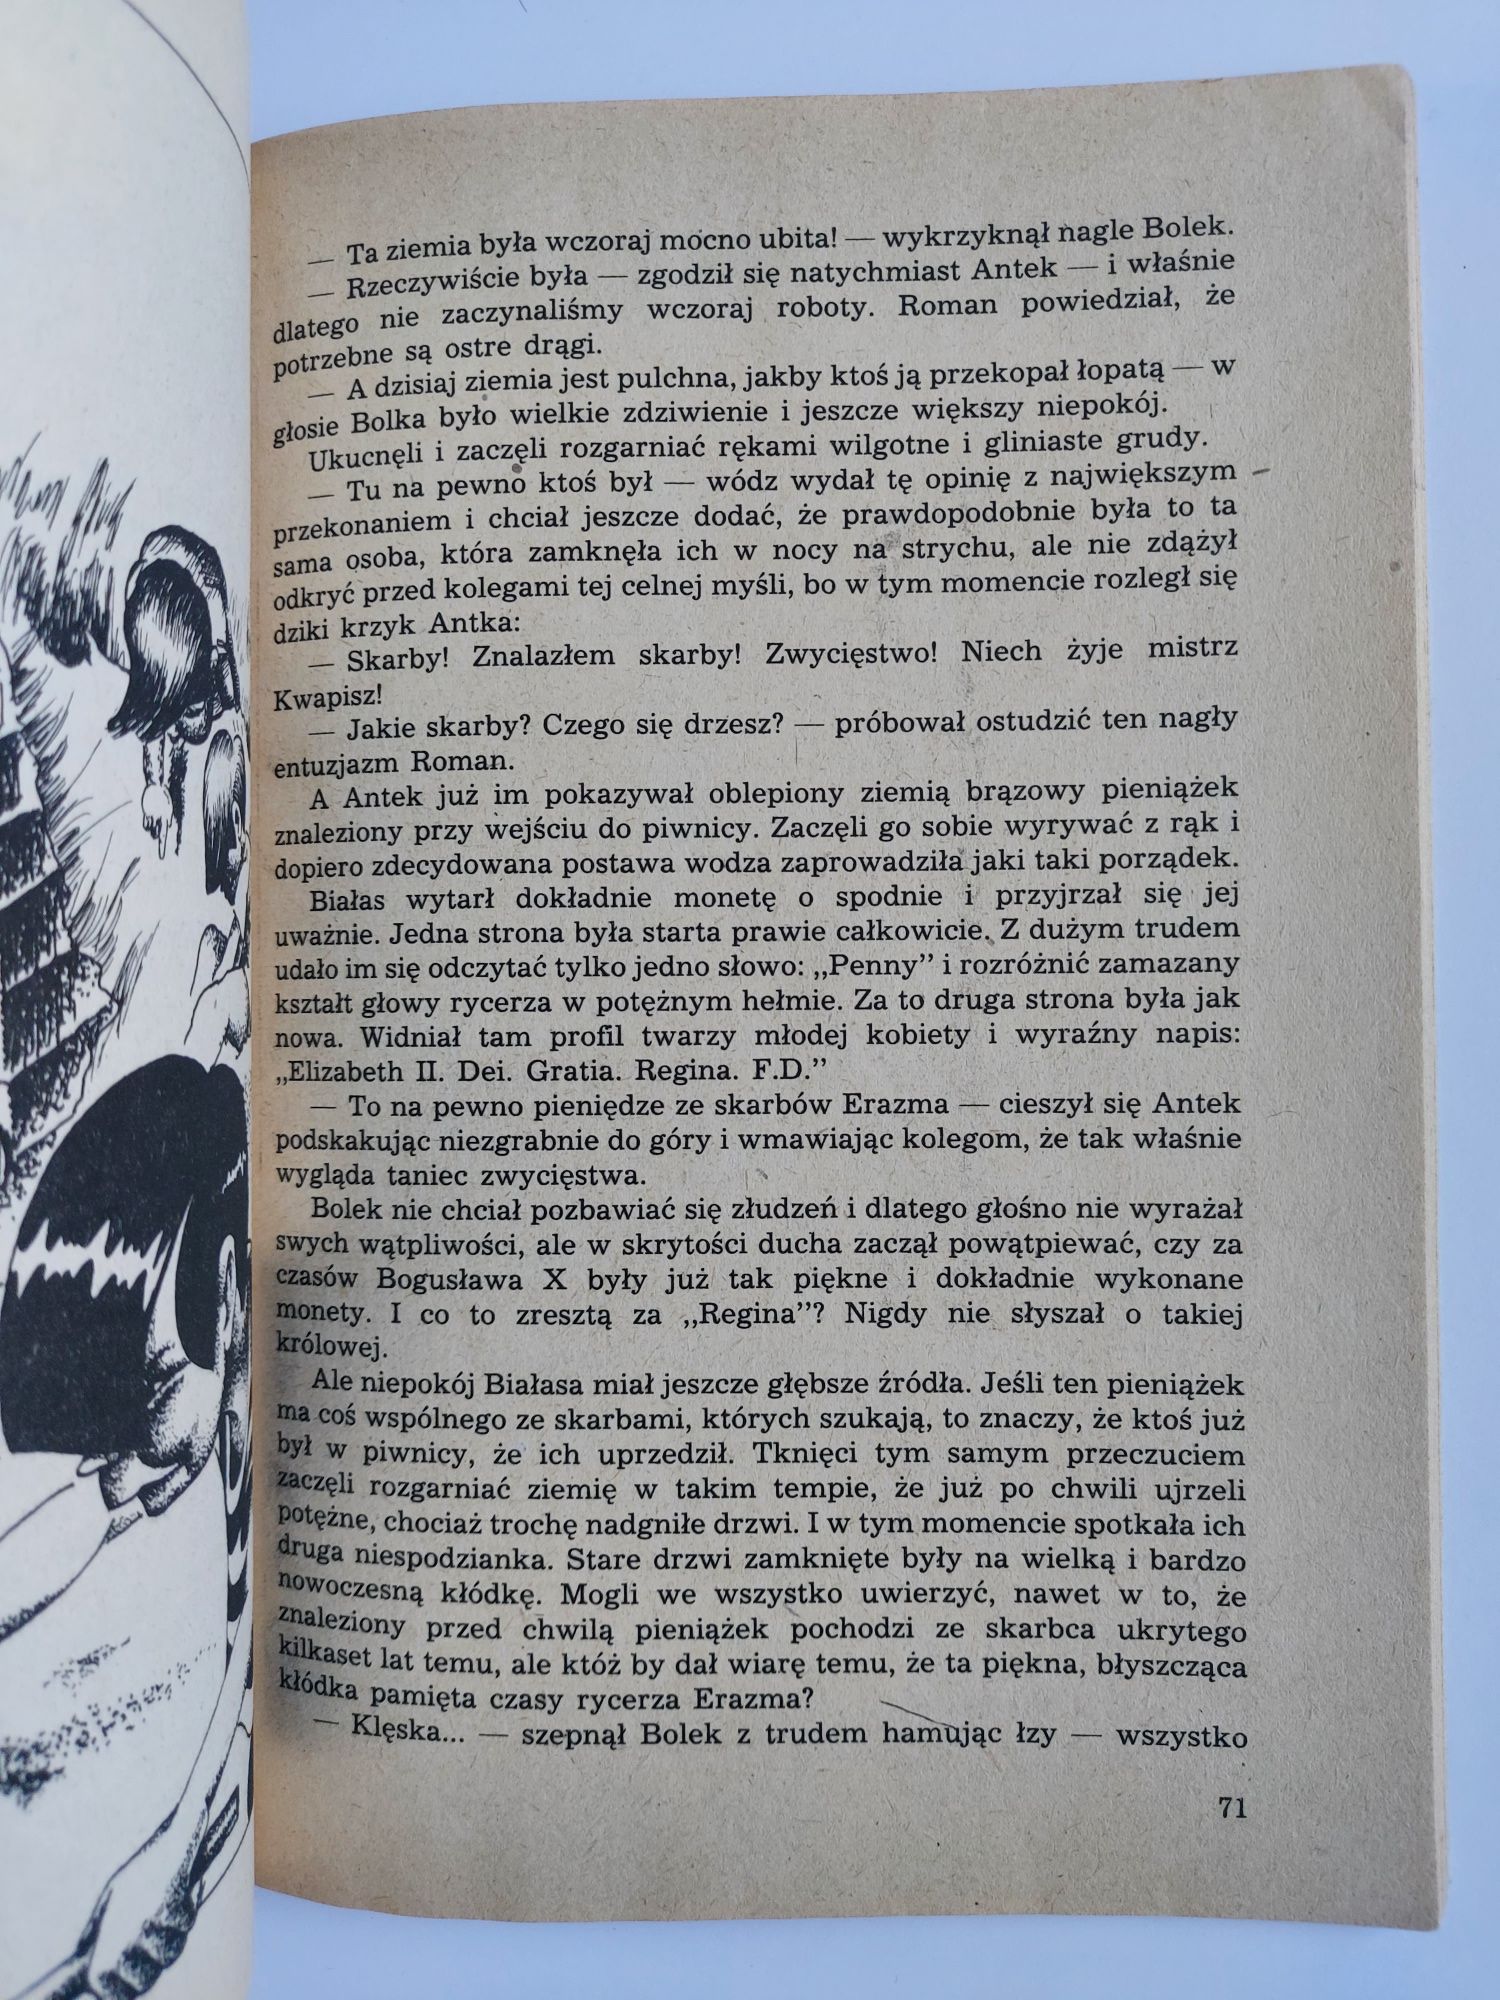 — Ta ziemia była wczoraj mocno ubita! — wykrzyknął nagle Bolek.
— Rzeczywiście była — zgodził się natychmiast Antek — i właśnie
dlatego nie zaczynaliśmy wczoraj roboty. Roman powiedział, że
potrzebne są ostre drągi.
— A dzisiaj ziemia jest pulchna, jakby ktoś ją przekopał łopatą — w
głosie Bolka było wielkie zdziwienie i jeszcze większy niepokój.
Ukucnęli i zaczęli rozgarniać rękami wilgotne i gliniaste grudy.
— Tu na pewno ktoś był — wódz wydał tę opinię z największym
przekonaniem i chciał jeszcze dodać, że prawdopodobnie była to ta
sama osoba, która zamknęła ich w nocy na strychu, ale nie zdążył
odkryć przed kolegami tej celnej myśli, bo w tym momencie rozległ się
dziki krzyk Antka:
— Skarby! Znalazłem skarby! Zwycięstwo! Niech żyje mistrz
Kwapisz!
— Jakie skarby? Czego się drzesz? — próbował ostudzić ten nagły
entuzjazm Roman.
A Antek już im pokazywał oblepiony ziemią brązowy pieniążek
znaleziony przy wejściu do piwnicy. Zaczęli go sobie wyrywać z rąk i
dopiero zdecydowana postawa wodza zaprowadziła jaki taki porządek.
Białas wytarł dokładnie monetę o spodnie i przyjrzał się jej
uważnie. Jedna strona była starta prawie całkowicie. Z dużym trudem
udało im się odczytać tylko jedno słowo: „Penny” i rozróżnić zamazany
kształt głowy rycerza w potężnym hełmie. Za to druga strona była jak
nowa. Widniał tam profil twarzy młodej kobiety i wyraźny napis:
„Elizabeth II. Dei. Gratia. Regina. F.D.”
— To na pewno pieniędze ze skarbów Erazma — cieszył się Antek
podskakując niezgrabnie do góry i wmawiając kolegom, że tak właśnie
wygląda taniec zwycięstwa.
Bolek nie chciał pozbawiać się złudzeń i dlatego głośno nie wyrażał
swych wątpliwości, ale w skrytości ducha zaczął powątpiewać, czy za
czasów Bogusława X były już tak piękne i dokładnie wykonane
monety. I co to zresztą za „Regina”? Nigdy nie słyszał o takiej
królowej.
Ale niepokój Białasa miał jeszcze głębsze źródła. Jeśli ten pieniążek
ma coś wspólnego ze skarbami, których szukają, to znaczy, że ktoś już
był w piwnicy, że ich uprzedził. Tknięci tym samym przeczuciem
zaczęli rozgarniać ziemię w takim tempie, że już po chwili ujrzeli
potężne, chociaż trochę nadgniłe drzwi. I w tym momencie spotkała ich
druga niespodzianka. Stare drzwi zamknięte były na wielką i bardzo
nowoczesną kłódkę. Mogli we wszystko uwierzyć, nawet w to, że
znaleziony przed chwilą pieniążek pochodzi ze skarbca ukrytego
kilkaset lat temu, ale któż by dał wiarę temu, że ta piękna, błyszcząca
kłódka pamięta czasy rycerza Erazma?
— Klęska... — szepnął Bolek z trudem hamując łzy — wszystko
71